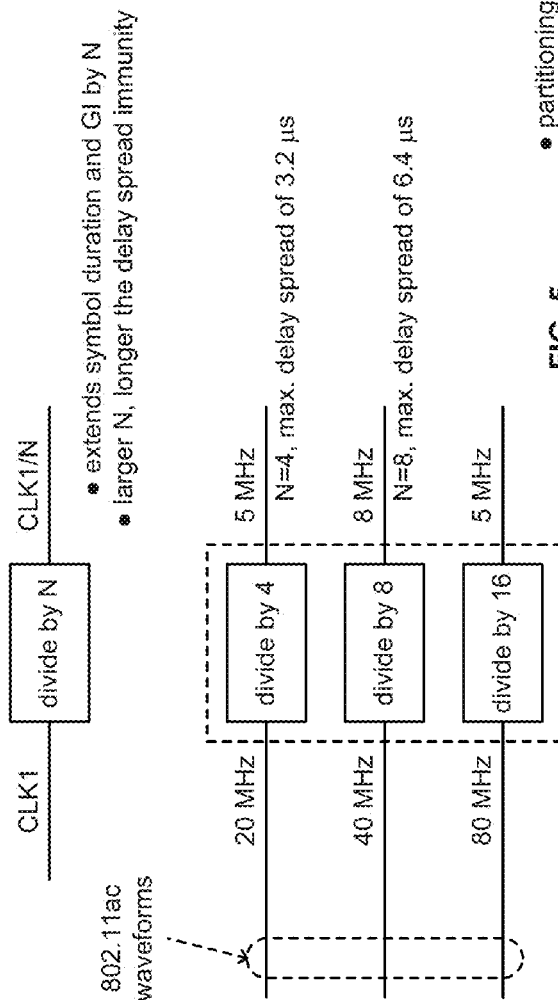 CLK1
divide by N
CLK1/N
• extends symbol duration and GI by N
• larger N, longer the delay spread immunity
802.11ac
waveforms
20 MHz
divide by 4
5 MHz
N=4, max. delay spread of 3.2 µs
40 MHz
divide by 8
8 MHz
N=8, max. delay spread of 6.4 µs
80 MHz
divide by 16
5 MHz
• partitioning